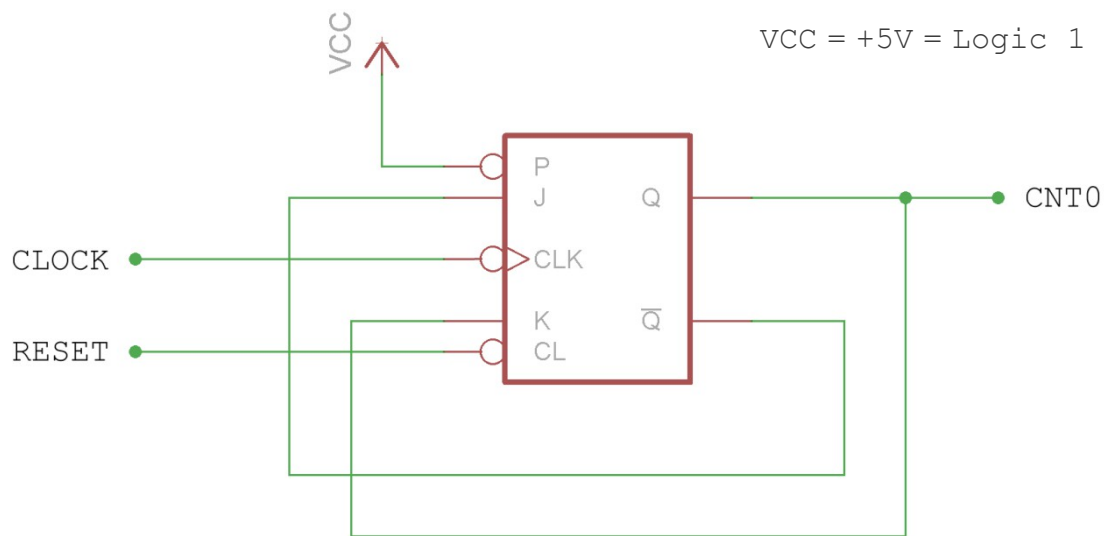 VCC
VCC = +5V = Logic 1
P
J
Q
CNT0
CLOCK
CLK
K
Q̅
RESET
CL